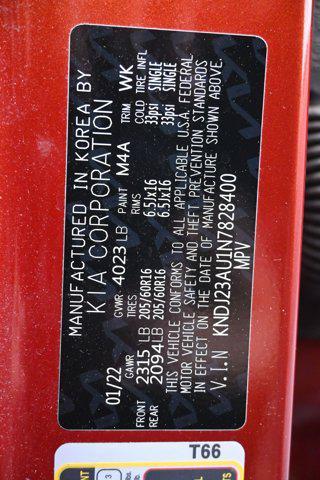 MANUFACTURED IN KOREA BY
KIA CORPORATION
01/22 GVWR 4023 LB PAINT M4A TRIM WK
GAWR TIRES RIMS COLD TIRE INFL
FRONT 2315 LB 205/60R16 6.5JX16 33psi SINGLE
REAR 2094 LB 205/60R16 6.5JX16 33psi SINGLE
THIS VEHICLE CONFORMS TO ALL APPLICABLE U.S.A. FEDERAL
MOTOR VEHICLE SAFETY AND THEFT PREVENTION STANDARDS
IN EFFECT ON THE DATE OF MANUFACTURE SHOWN ABOVE.
V.I.N KNDJ23AU1N7828400
MPV
T66